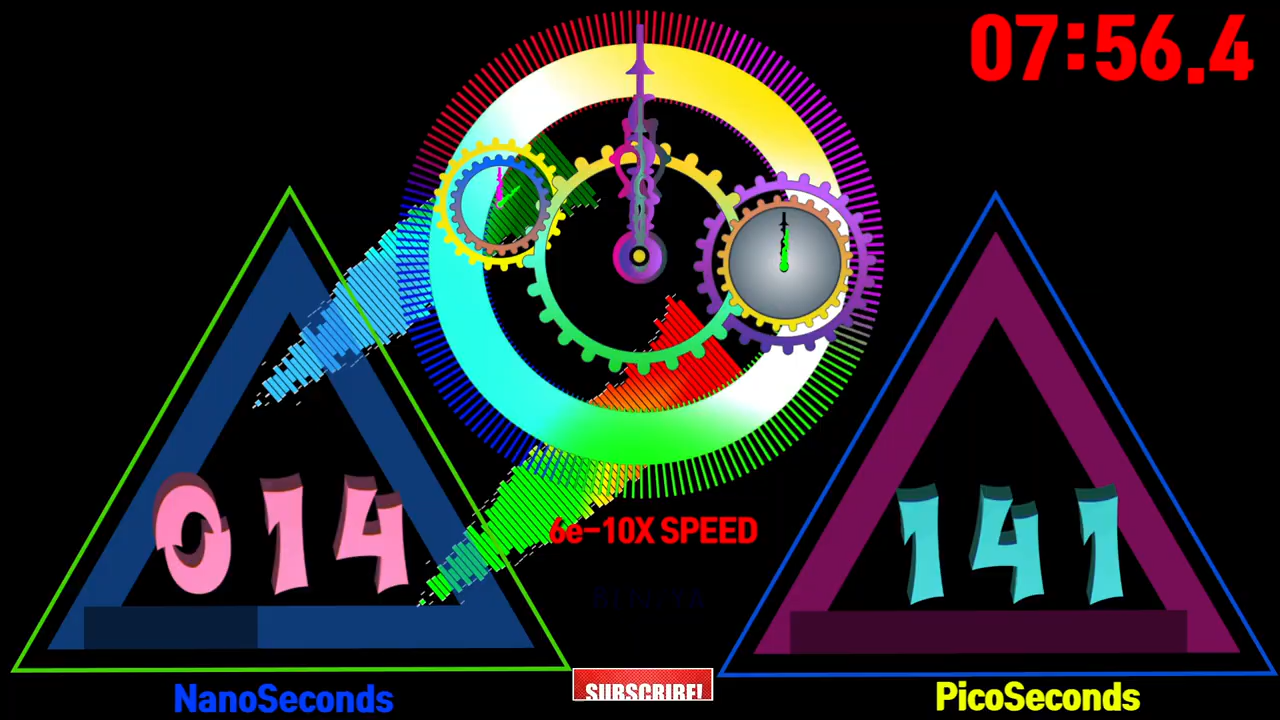 07:56.4
014
141
6e-10X SPEED
SUBSCRIBE!
NanoSeconds
PicoSeconds